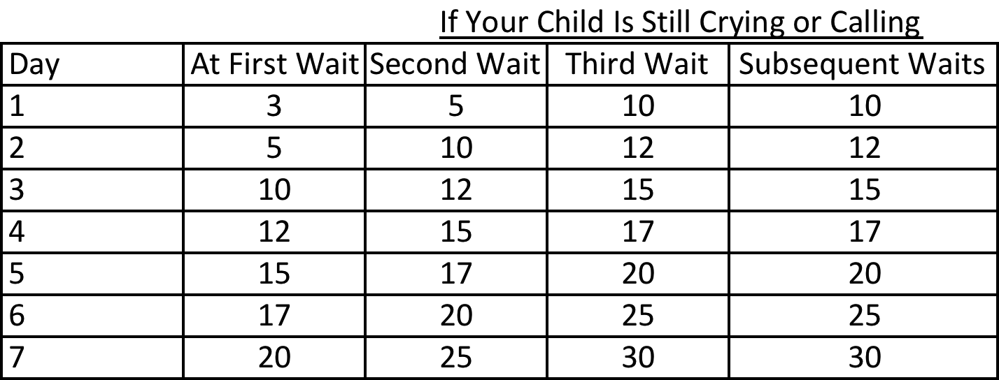 If Your Child Is Still Crying or Calling
Day At First Wait Second Wait Third Wait Subsequent Waits
1 3 5 10 10
2 5 10 12 12
3 10 12 15 15
4 12 15 17 17
5 15 17 20 20
6 17 20 25 25
7 20 25 30 30